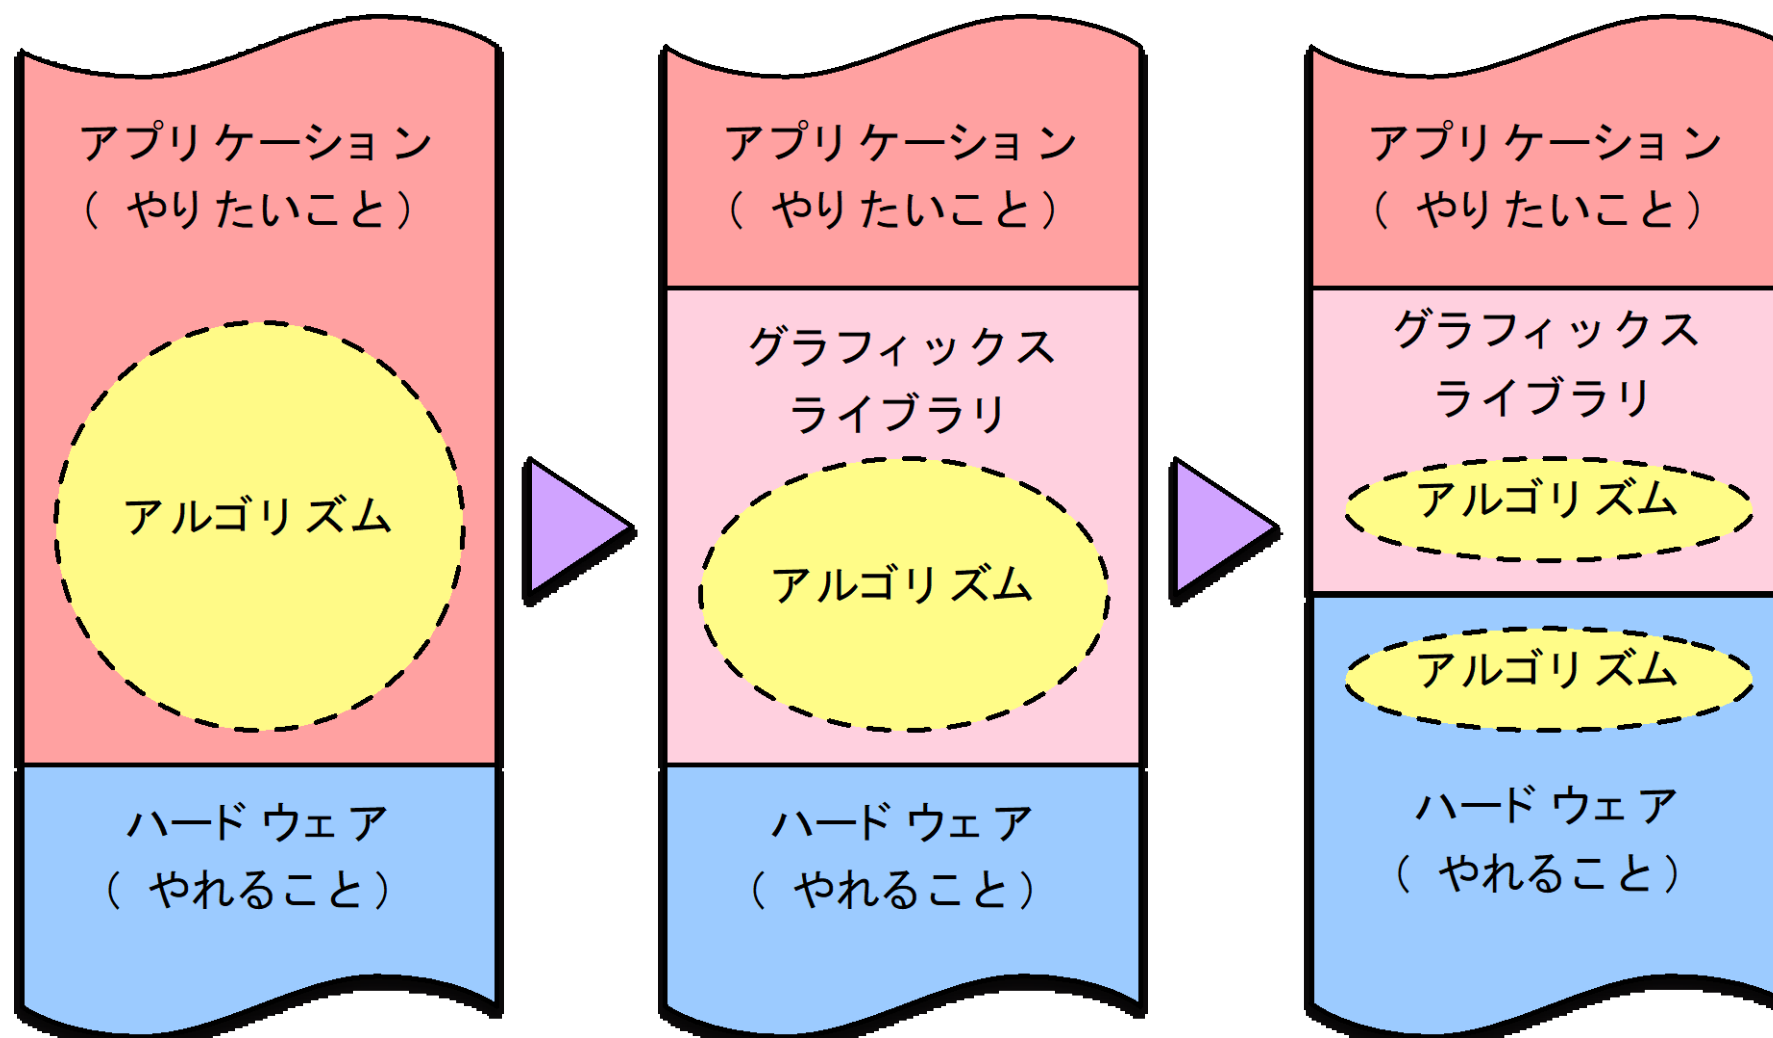 アプリケーション
(やりたいこと)
アルゴリズム
ハードウェア
(やれること)
アプリケーション
(やりたいこと)
グラフィックス
ライブラリ
アルゴリズム
ハードウェア
(やれること)
アプリケーション
(やりたいこと)
グラフィックス
ライブラリ
アルゴリズム
アルゴリズム
ハードウェア
(やれること)